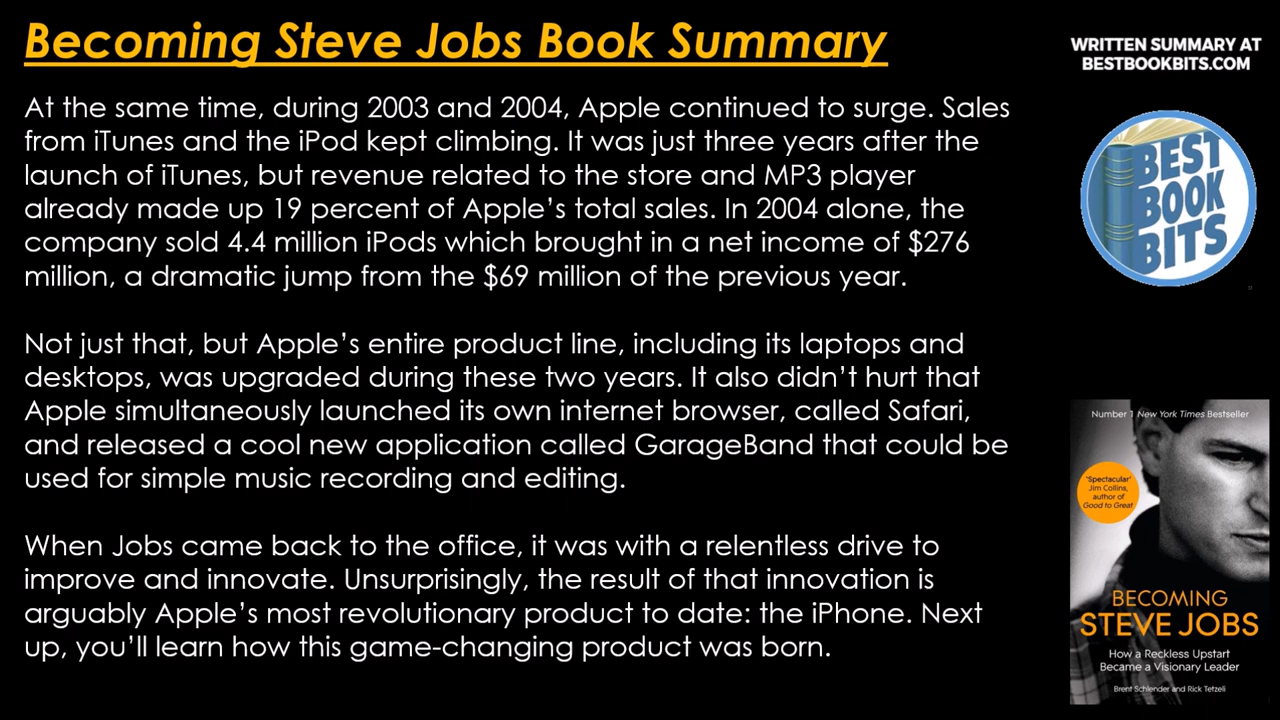 Becoming Steve Jobs Book Summary
At the same time, during 2003 and 2004, Apple continued to surge. Sales
from iTunes and the iPod kept climbing. It was just three years after the
launch of iTunes, but revenue related to the store and MP3 player
already made up 19 percent of Apple's total sales. In 2004 alone, the
company sold 4.4 million iPods which brought in a net income of $276
million, a dramatic jump from the $69 million of the previous year.
Not just that, but Apple's entire product line, including its laptops and
desktops, was upgraded during these two years. It also didn't hurt that
Apple simultaneously launched its own internet browser, called Safari,
and released a cool new application called GarageBand that could be
used for simple music recording and editing.
When Jobs came back to the office, it was with a relentless drive to
improve and innovate. Unsurprisingly, the result of that innovation is
arguably Apple's most revolutionary product to date: the iPhone. Next
up, you'll learn how this game-changing product was born.
WRITTEN SUMMARY AT
BESTBOOKBITS.COM
BEST
BOOK
BITS
Number 1 New York Times Bestseller
'Spectacular'
Jim Collins,
author of
Good to Great
BECOMING
STEVE JOBS
How a Reckless Upstart
Became a Visionary Leader
Brent Schlender and Rick Tetzeli